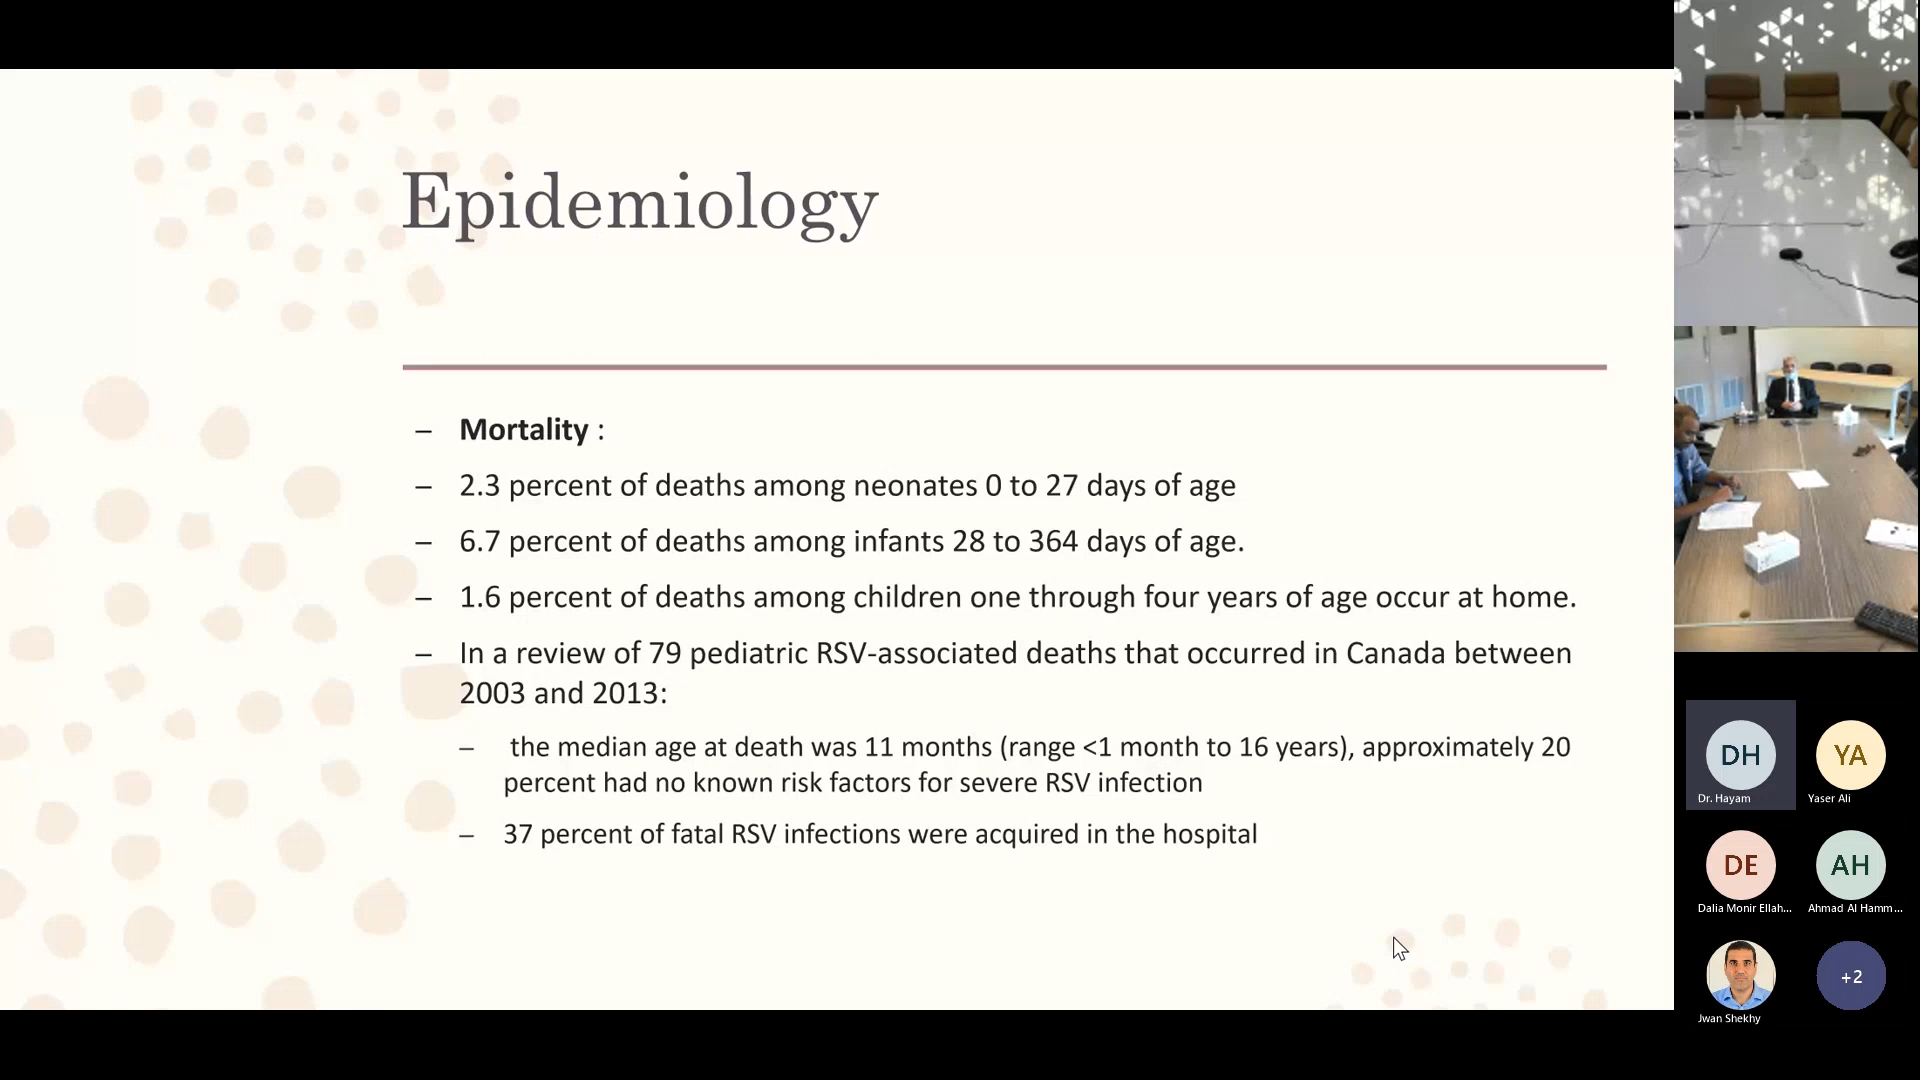 Epidemiology
– Mortality :
– 2.3 percent of deaths among neonates 0 to 27 days of age
– 6.7 percent of deaths among infants 28 to 364 days of age.
– 1.6 percent of deaths among children one through four years of age occur at home.
– In a review of 79 pediatric RSV-associated deaths that occurred in Canada between
2003 and 2013:
– the median age at death was 11 months (range <1 month to 16 years), approximately 20
percent had no known risk factors for severe RSV infection
– 37 percent of fatal RSV infections were acquired in the hospital
DH
Dr. Hayam
YA
Yaser Ali
DE
Dalia Monir Ellah...
AH
Ahmad Al Hamm...
Jwan Shekhy
+2